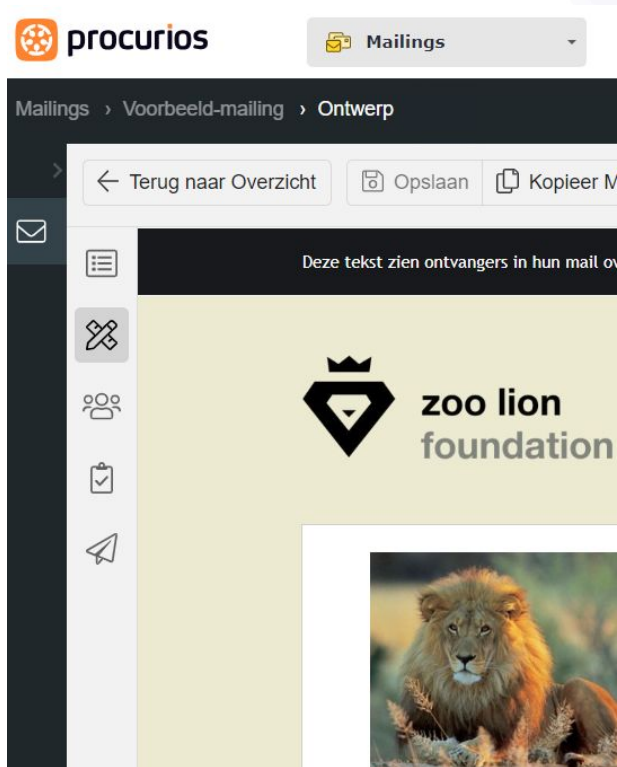 procurios
Mailings
Mailings › Voorbeeld-mailing › Ontwerp
Terug naar Overzicht Opslaan Kopieer M
Deze tekst zien ontvangers in hun mail ov
zoo lion
foundation